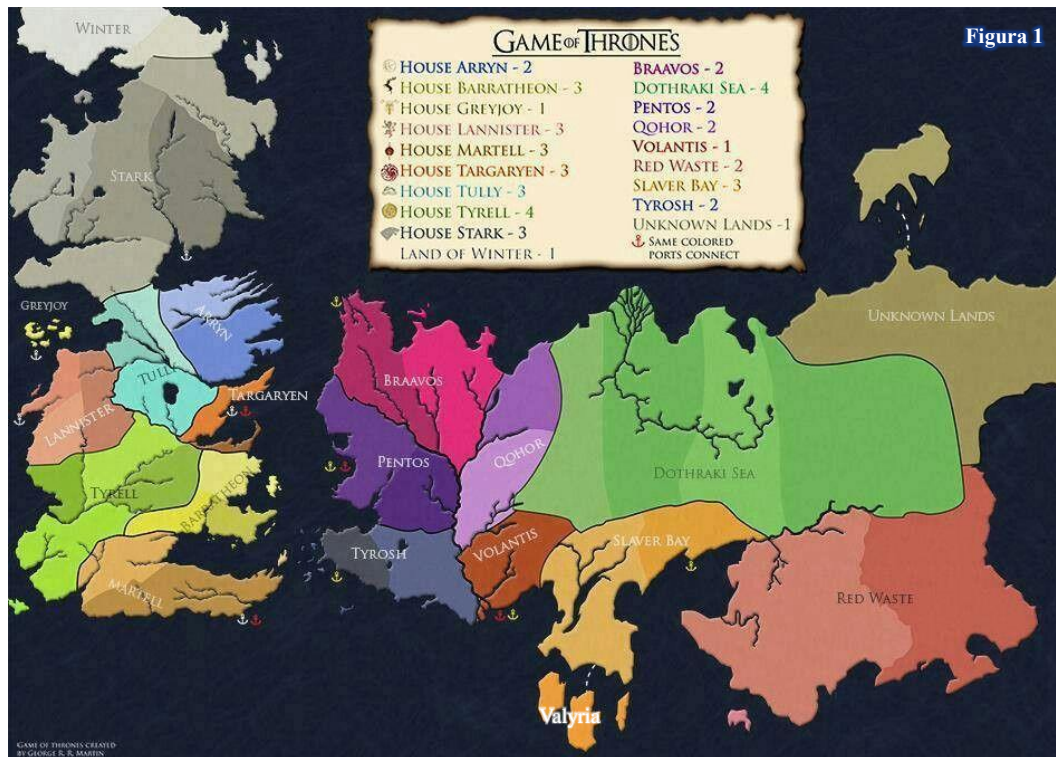 Figura 1
GAME OF THRONES
HOUSE ARRYN - 2
HOUSE BARRATHEON - 3
HOUSE GREYJOY - 1
HOUSE LANNISTER - 3
HOUSE MARTELL - 3
HOUSE TARGARYEN - 3
HOUSE TULLY - 3
HOUSE TYRELL - 4
HOUSE STARK - 3
LAND OF WINTER - 1
BRAAVOS - 2
DOTHRAKI SEA - 4
PENTOS - 2
QOHOR - 2
VOLANTIS - 1
RED WASTE - 2
SLAVER BAY - 3
TYROSH - 2
UNKNOWN LANDS - 1
SAME COLORED
PORTS CONNECT
WINTER
STARK
GREYJOY
ARRYN
TULLY
LANNISTER
TARGARYEN
TYRELL
BARRATHEON
MARTELL
BRAAVOS
PENTOS
QOHOR
TYROSH
VOLANTIS
DOTHRAKI SEA
SLAVER BAY
UNKNOWN LANDS
RED WASTE
Valyria
GAME OF THRONES CREATED
BY GEORGE R. R. MARTIN